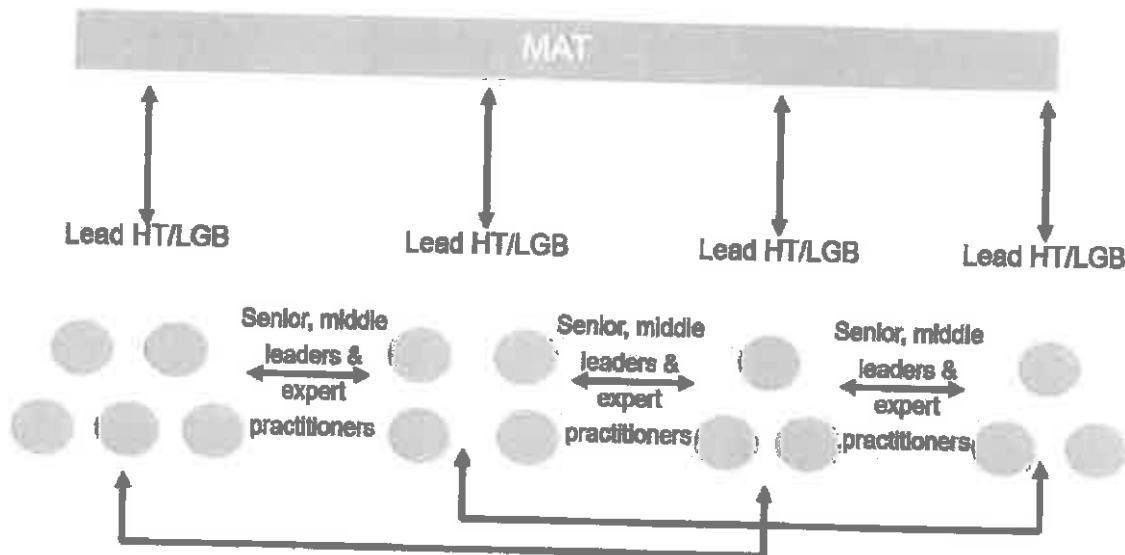 MAT
Lead HT/LGB
Lead HT/LGB
Lead HT/LGB
Lead HT/LGB
Senior, middle
leaders &
expert
practitioners
Senior, middle
leaders &
expert
practitioners
Senior, middle
leaders &
expert
practitioners